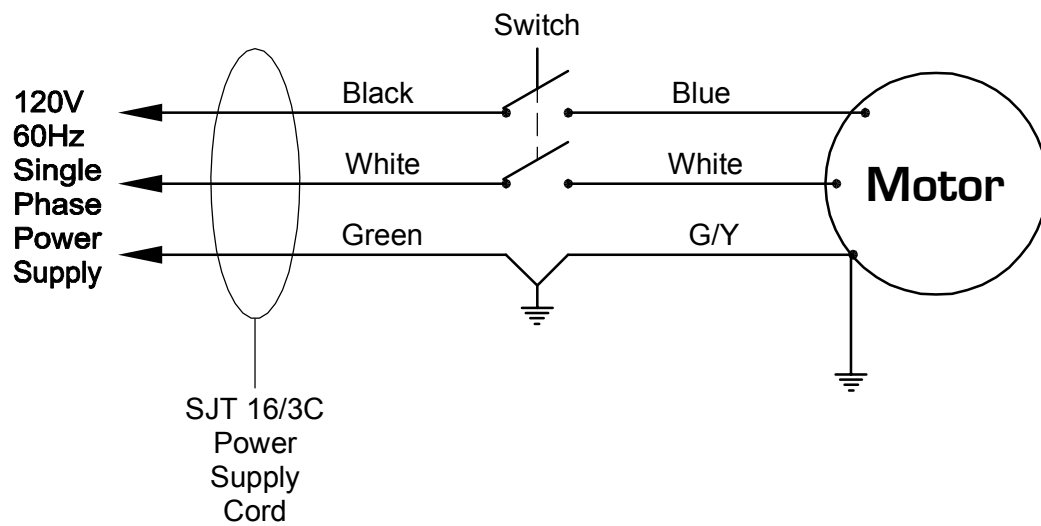 Switch
120V
60Hz
Single
Phase
Power
Supply
Black
Blue
White
White
Green
G/Y
Motor
SJT 16/3C
Power
Supply
Cord